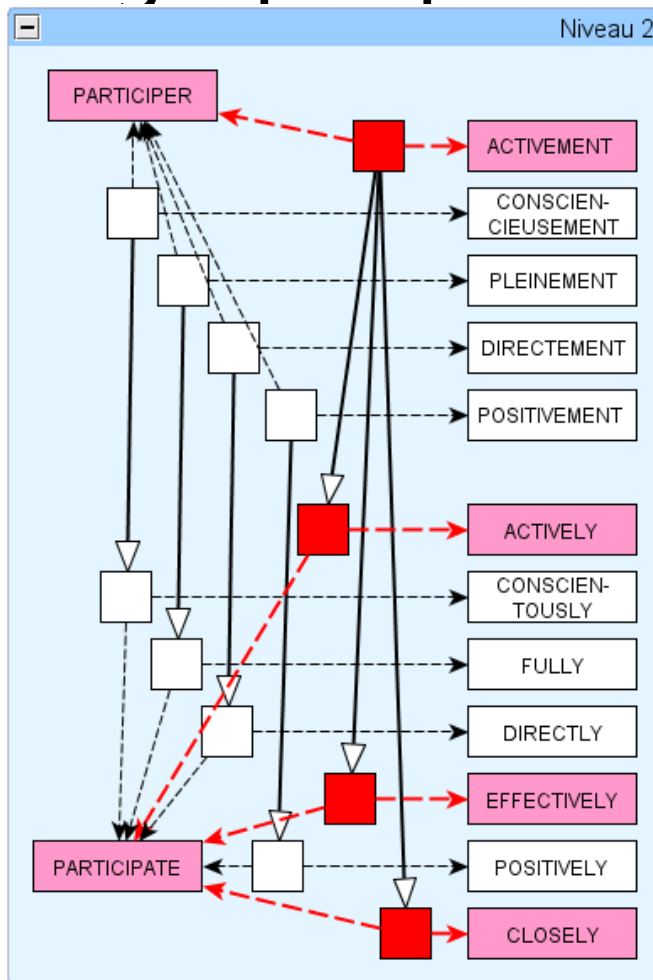 Niveau 2
PARTICIPER
ACTIVEMENT
CONSCIEN-
CIEUSEMENT
PLEINEMENT
DIRECTEMENT
POSITIVEMENT
ACTIVELY
CONSCIEN-
TOUSLY
FULLY
DIRECTLY
EFFECTIVELY
PARTICIPATE
POSITIVELY
CLOSELY